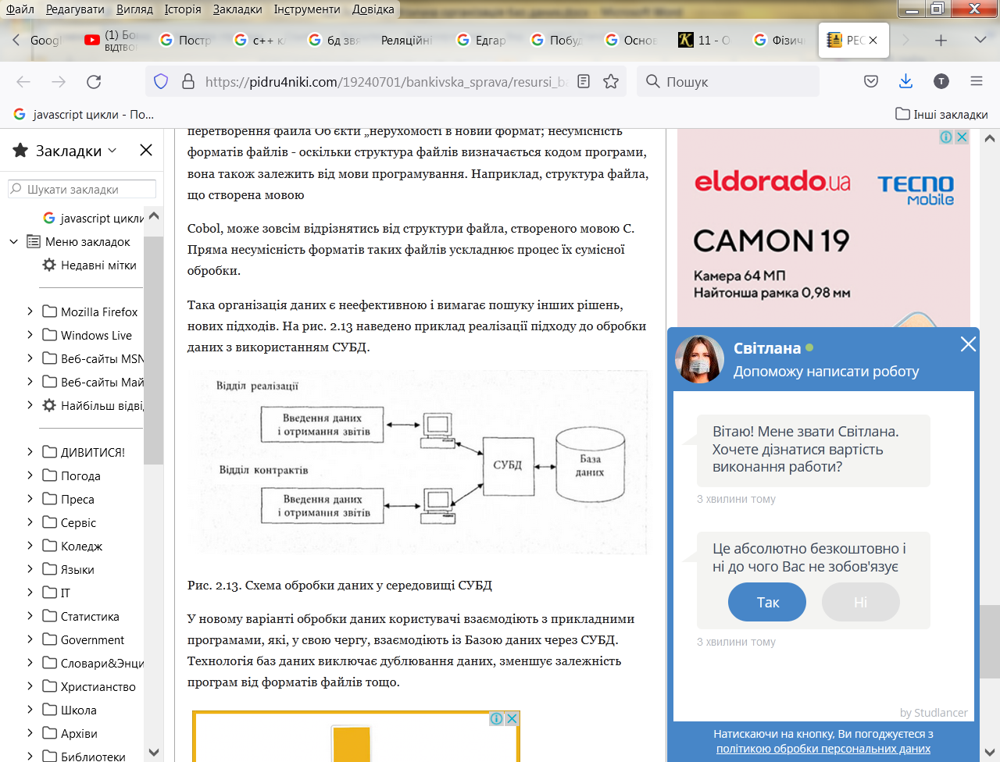 Файл Редагувати Вигляд Історія Закладки Інструменти Довідка
Googl
(1) Бов
ВІДТВОР
Постр
c++ кл
бд звя
Реляційні
Едгар
Побуд
Основ
11 - О
Фізичн
РЕС
https://pidru4niki.com/19240701/bankivska_sprava/resursi_ba
Пошук
javascript цикли - По...
Інші закладки
Закладки
Шукати закладки
javascript цикли
Меню закладок
Недавні мітки
Mozilla Firefox
Windows Live
Веб-сайты MSN
Веб-сайты Май
Найбільш відвід
ДИВИТИСЯ!
Погода
Преса
Сервіс
Коледж
Языки
IT
Статистика
Government
Словари&Энци
Христианство
Школа
Архіви
Библиотеки
перетворення файла Об єкти „нерухомості в новий формат; несумісність
форматів файлів - оскільки структура файлів визначається кодом програми,
вона також залежить від мови програмування. Наприклад, структура файла,
що створена мовою
Cobol, може зовсім відрізнятись від структури файла, створеного мовою С.
Пряма несумісність форматів таких файлів ускладнює процес їх сумісної
обробки.
Така організація даних є неефективною і вимагає пошуку інших рішень,
нових підходів. На рис. 2.13 наведено приклад реалізації підходу до обробки
даних з використанням СУБД.
Відділ реалізації
Введення даних
і отримання звітів
Відділ контрактів
Введення даних
і отримання звітів
СУБД
База
даних
Рис. 2.13. Схема обробки даних у середовищі СУБД
У новому варіанті обробки даних користувачі взаємодіють з прикладними
програмами, які, у свою чергу, взаємодіють із Базою даних через СУБД.
Технологія баз даних виключає дублювання даних, зменшує залежність
програм від форматів файлів тощо.
eldorado.ua
TECNO
mobile
CAMON 19
Камера 64 МП
Найтонша рамка 0,98 мм
Світлана
Допоможу написати роботу
Вітаю! Мене звати Світлана.
Хочете дізнатися вартість
виконання работи?
3 хвилини тому
Це абсолютно безкоштовно і
ні до чого Вас не зобов'язує
Так
Ні
3 хвилини тому
by Studlancer
Натискаючи на кнопку, Ви погоджуєтеся з
політикою обробки персональних даних